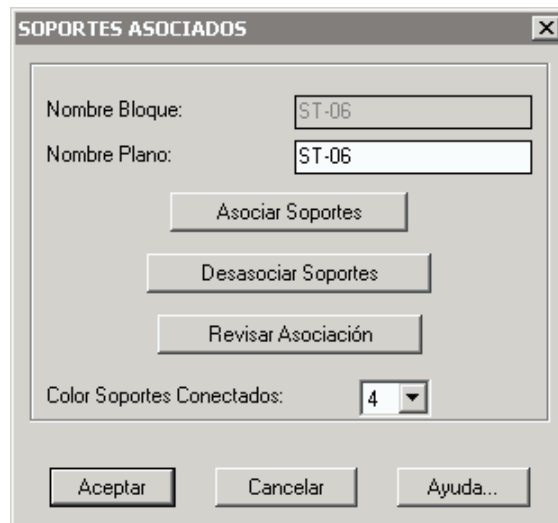 SOPORTES ASOCIADOS
Nombre Bloque: ST-06
Nombre Plano: ST-06
Asociar Soportes
Desasociar Soportes
Revisar Asociación
Color Soportes Conectados: 4
Aceptar Cancelar Ayuda...